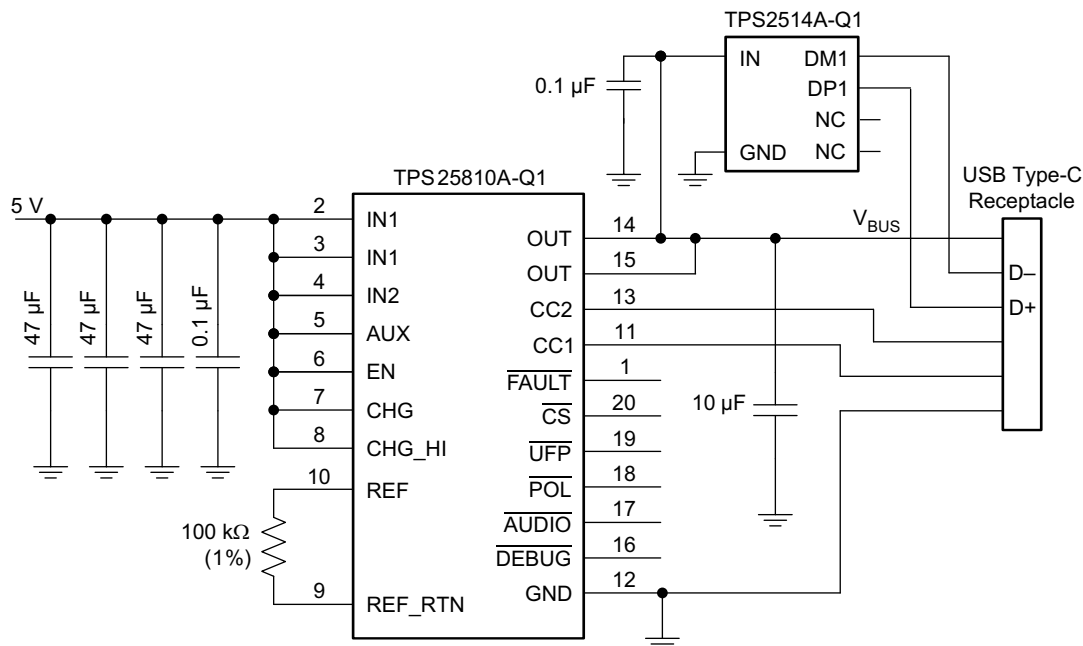 TPS2514A-Q1
IN
DM1
DP1
NC
GND
NC
0.1 µF
TPS25810A-Q1
USB Type-C
Receptacle
5 V
2
IN1
3
IN1
4
IN2
5
AUX
6
EN
7
CHG
8
CHG_HI
10
REF
9
REF_RTN
47 µF
47 µF
47 µF
0.1 µF
100 kΩ
(1%)
OUT
14
OUT
15
CC2
13
CC1
11
FAULT
1
CS
20
UFP
19
POL
18
AUDIO
17
DEBUG
16
GND
12
VBUS
10 µF
D–
D+